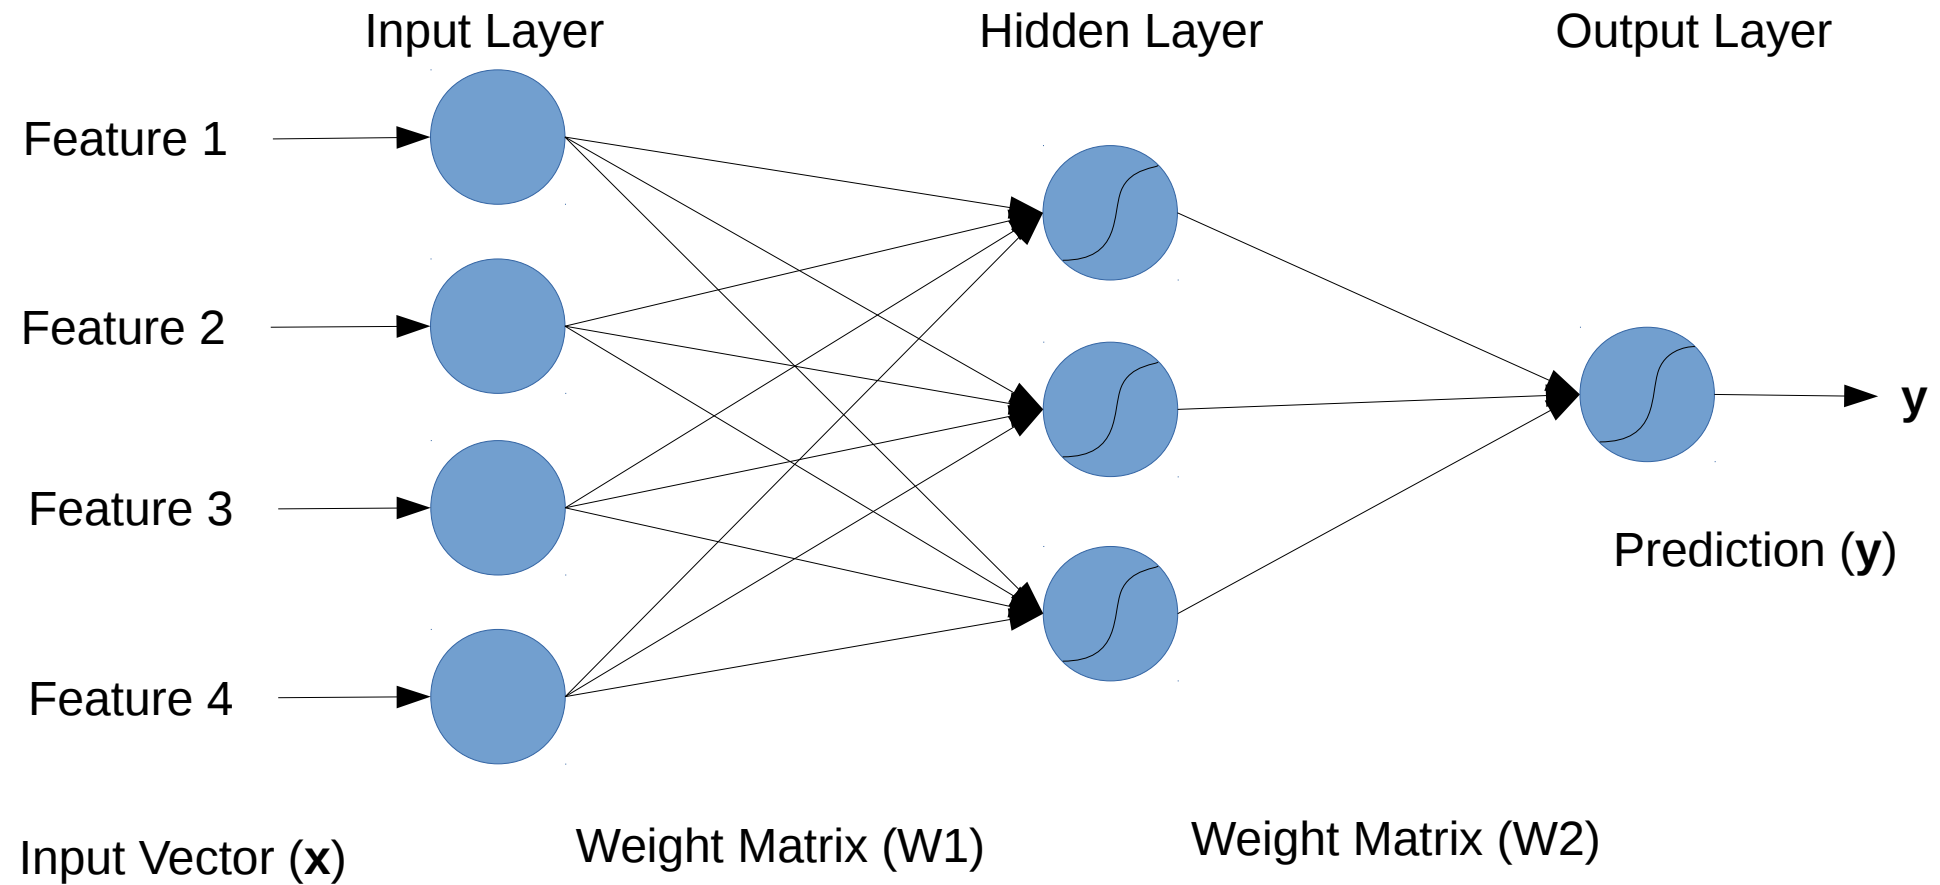 Input Layer
Hidden Layer
Output Layer
Feature 1
Feature 2
Feature 3
Feature 4
y
Prediction (y)
Input Vector (x)
Weight Matrix (W1)
Weight Matrix (W2)